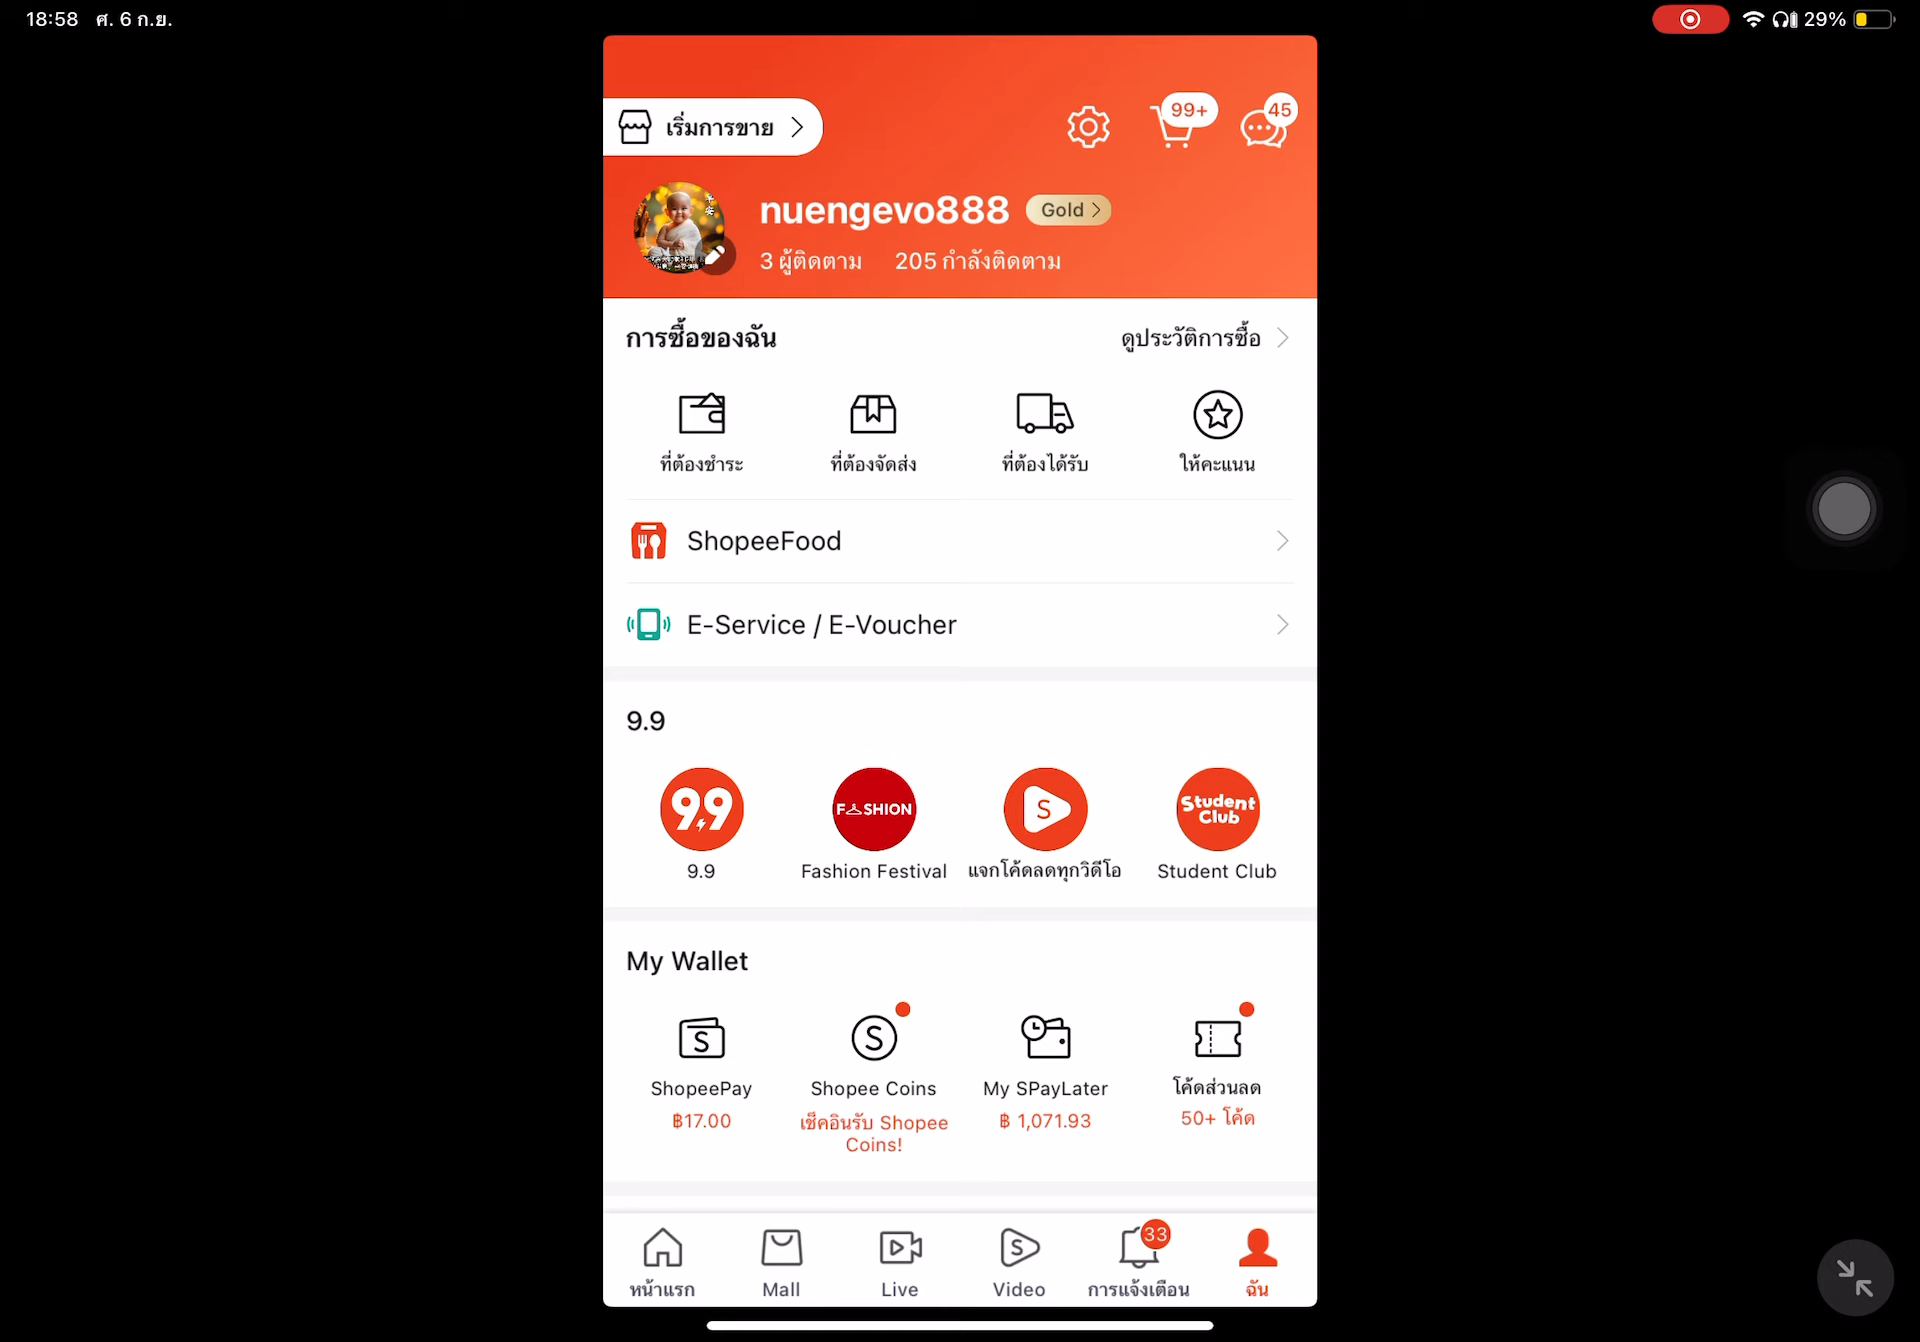 18:58 ศ. 6 ก.ย.
29%
เริ่มการขาย
99+
45
nuengevo888
Gold
3 ผู้ติดตาม 205 กำลังติดตาม
การซื้อของฉัน
ดูประวัติการซื้อ
ที่ต้องชำระ
ที่ต้องจัดส่ง
ที่ต้องได้รับ
ให้คะแนน
ShopeeFood
E-Service / E-Voucher
9.9
9.9
FASHION
S
Student
Club
9.9
Fashion Festival
แจกโค้ดลดทุกวิดีโอ
Student Club
My Wallet
S
S
ShopeePay
Shopee Coins
My SPayLater
โค้ดส่วนลด
฿17.00
เช็คอินรับ Shopee
Coins!
฿ 1,071.93
50+ โค้ด
S
33
หน้าแรก
Mall
Live
Video
การแจ้งเตือน
ฉัน